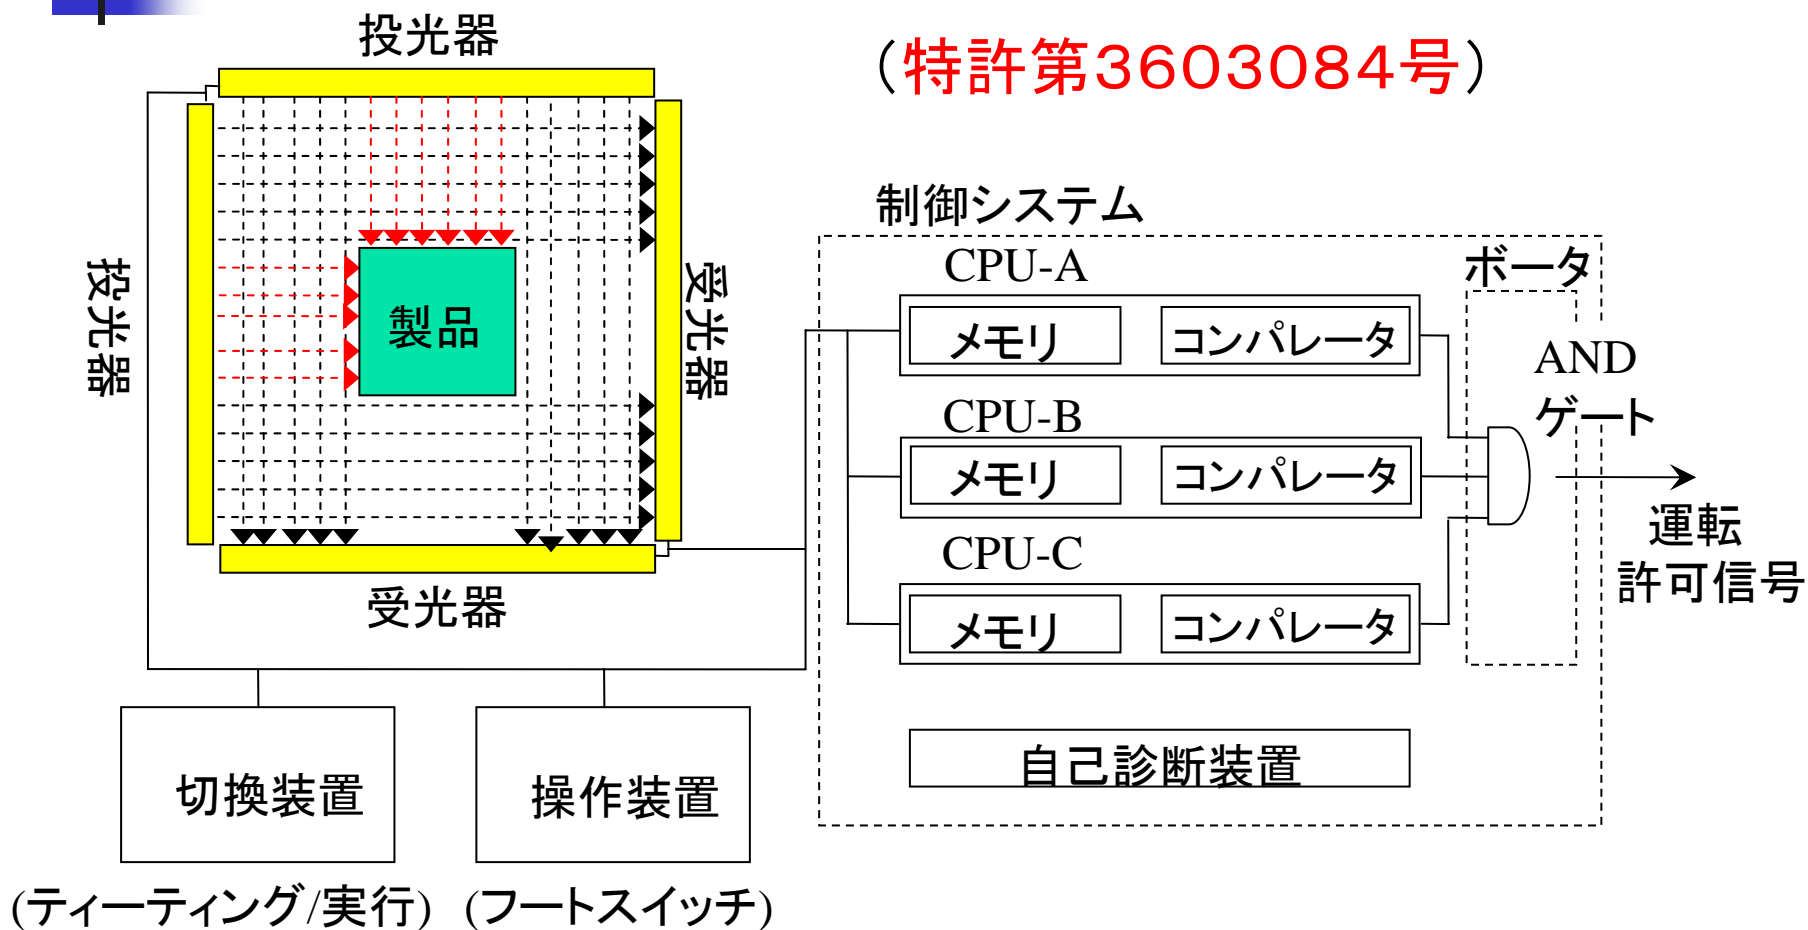 投光器
(特許第3603084号)
投光器
製品
受光器
受光器
制御システム
CPU-A
メモリ
コンパレータ
CPU-B
メモリ
コンパレータ
CPU-C
メモリ
コンパレータ
ボータ
AND
ゲート
運転
許可信号
自己診断装置
切換装置
操作装置
(ティーティング/実行)
(フートスイッチ)